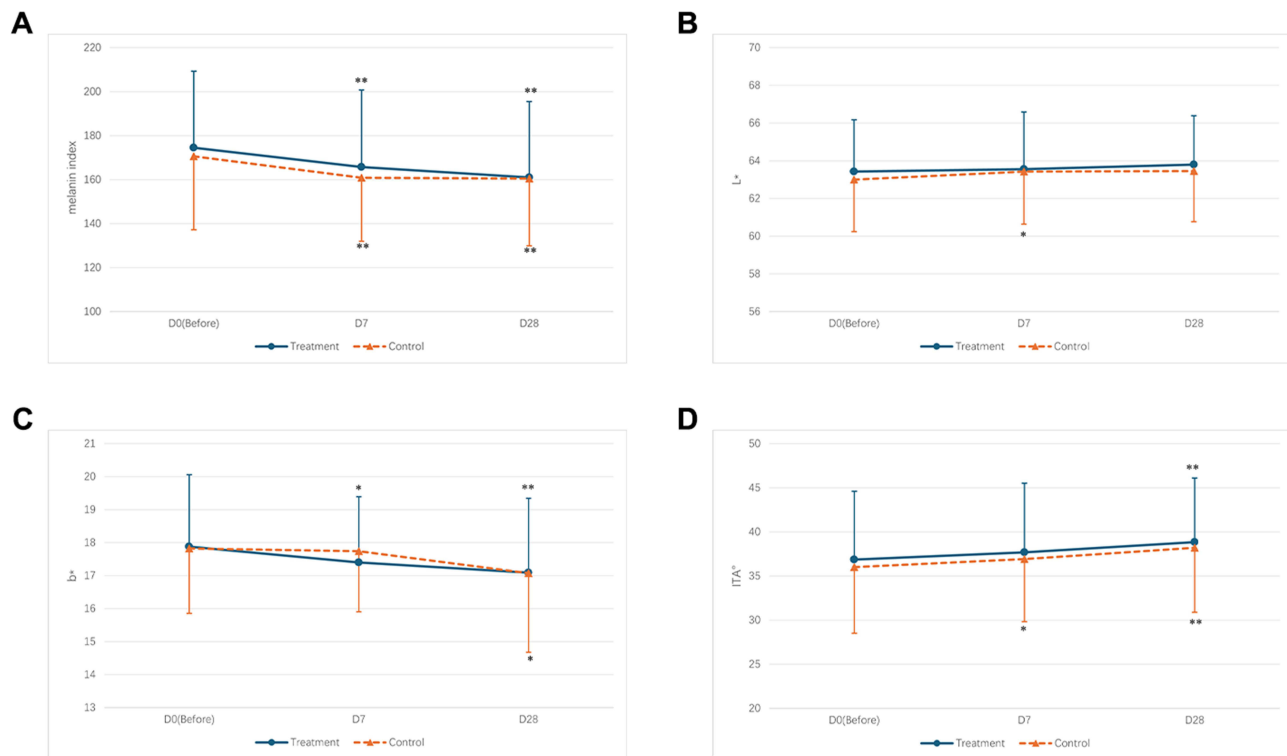 A
220
200
180
160
140
120
100
melanin index
**
**
**
**
D0(Before) D7 D28
Treatment Control
B
70
68
66
64
62
60
58
56
L*
*
D0(Before) D7 D28
Treatment Control
C
21
20
19
18
17
16
15
14
13
b*
*
**
*
D0(Before) D7 D28
Treatment Control
D
50
45
40
35
30
25
20
ITA°
**
*
**
D0(Before) D7 D28
Treatment Control